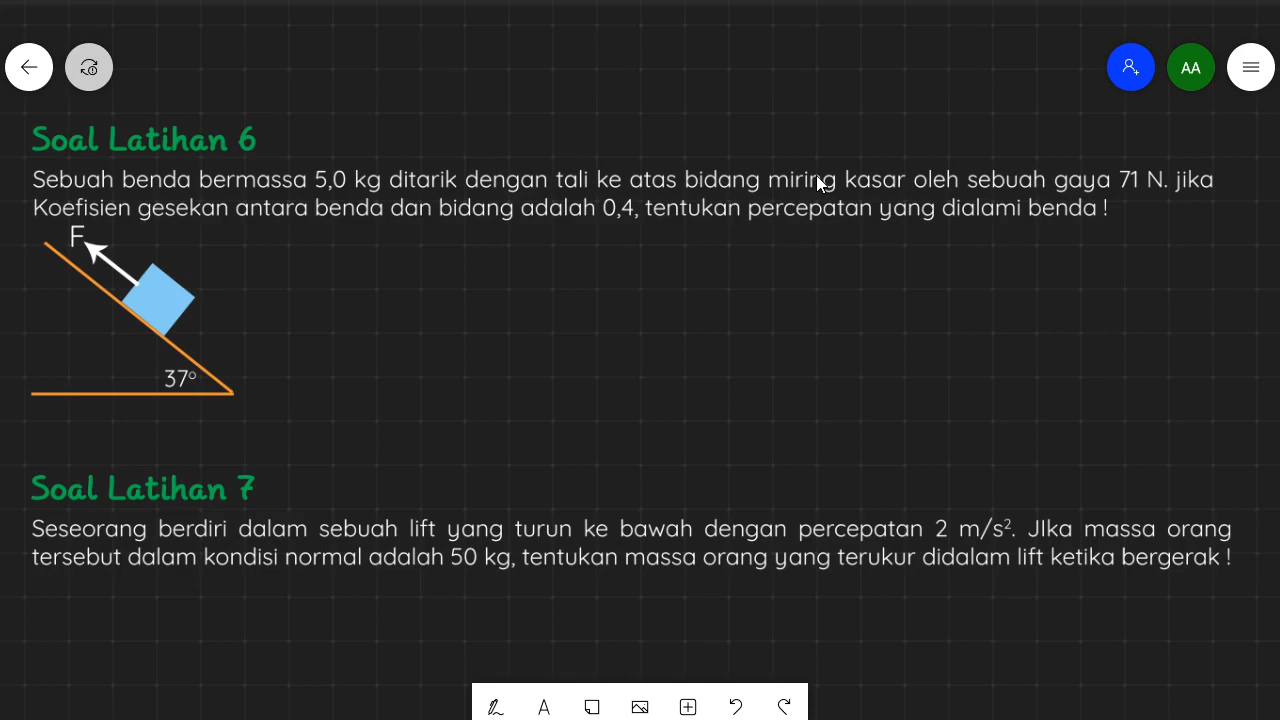 AA
Soal Latihan 6
Sebuah benda bermassa 5,0 kg ditarik dengan tali ke atas bidang miring kasar oleh sebuah gaya 71 N. jika
Koefisien gesekan antara benda dan bidang adalah 0,4, tentukan percepatan yang dialami benda !
F
37°
Soal Latihan 7
Seseorang berdiri dalam sebuah lift yang turun ke bawah dengan percepatan 2 m/s². JIka massa orang
tersebut dalam kondisi normal adalah 50 kg, tentukan massa orang yang terukur didalam lift ketika bergerak !
A